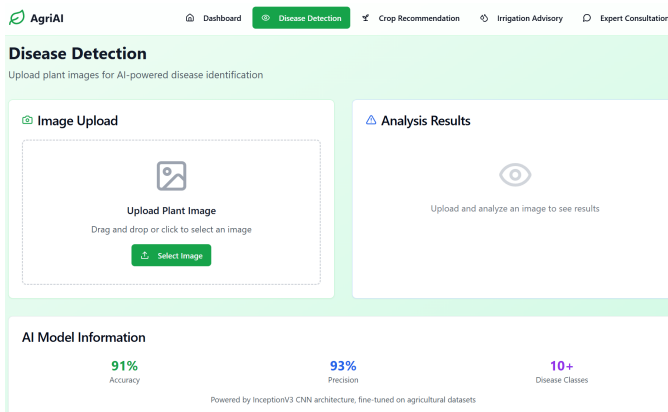 AgriAI
Dashboard
Disease Detection
Crop Recommendation
Irrigation Advisory
Expert Consultation
Disease Detection
Upload plant images for AI-powered disease identification
Image Upload
Upload Plant Image
Drag and drop or click to select an image
Select Image
Analysis Results
Upload and analyze an image to see results
AI Model Information
91%
Accuracy
93%
Precision
10+
Disease Classes
Powered by InceptionV3 CNN architecture, fine-tuned on agricultural datasets